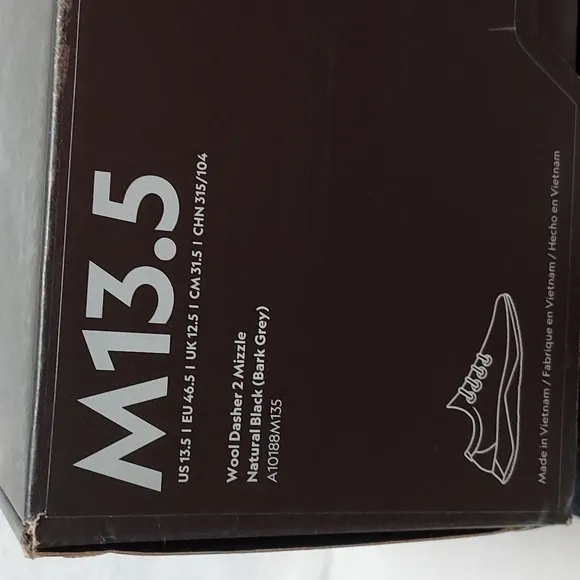 M13.5
US 13.5 I EU 46.5 I UK 12.5 I CM 31.5 I CHN 315/104
Wool Dasher 2 Mizzle
Natural Black (Bark Grey)
A10188M135
Made in Vietnam / Fabriqué en Vietnam / Hecho en Vietnam